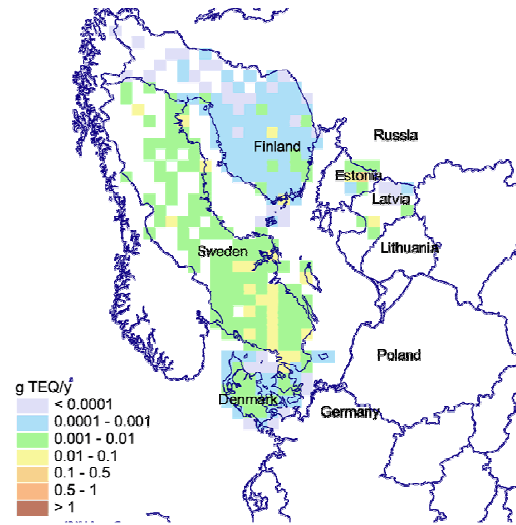 Russia
Finland
Estonia
Latvia
Lithuania
Sweden
Poland
Denmark
Germany
g TEQ/y
< 0.0001
0.0001 - 0.001
0.001 - 0.01
0.01 - 0.1
0.1 - 0.5
0.5 - 1
> 1